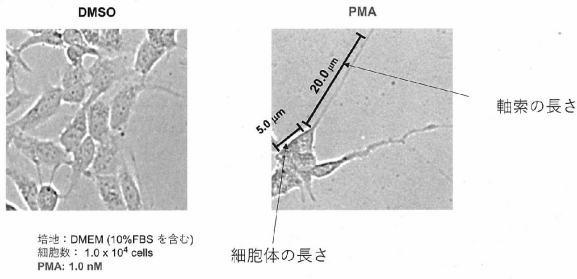 DMSO
PMA
20.0 μm
5.0 μm
軸索の長さ
細胞体の長さ
培地：DMEM (10%FBS を含む)
細胞数： 1.0 x 10⁴ cells
PMA: 1.0 nM